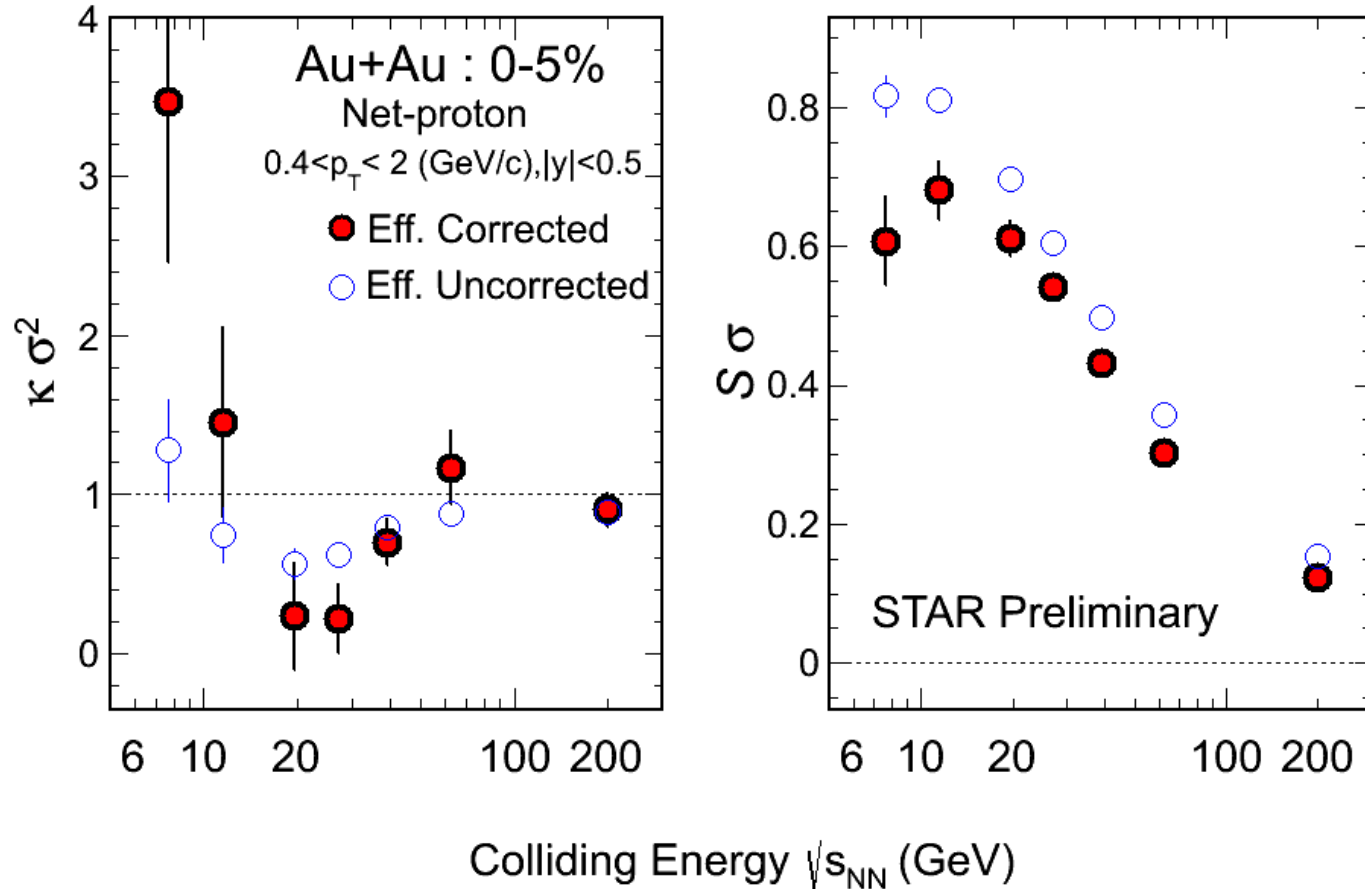 Au+Au : 0-5%
Net-proton
0.4<p_T< 2 (GeV/c),|y|<0.5
Eff. Corrected
Eff. Uncorrected
κ σ²
4
3
2
1
0
6 10 20 100 200
S σ
0.8
0.6
0.4
0.2
0
STAR Preliminary
6 10 20 100 200
Colliding Energy √s_NN (GeV)